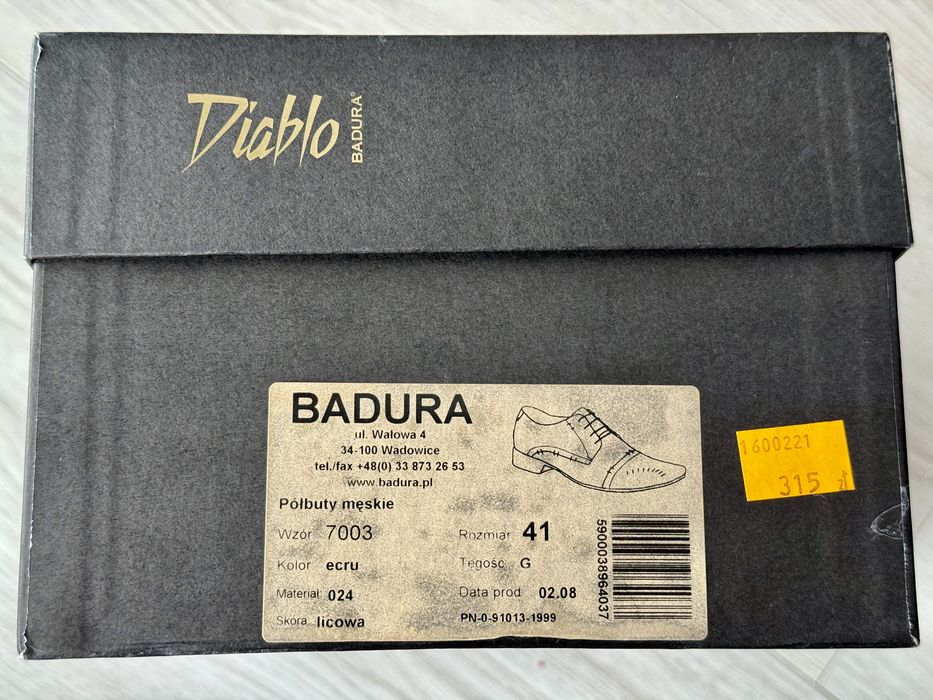 Diablo BADURA®
BADURA
ul. Wałowa 4
34-100 Wadowice
tel./fax +48(0) 33 873 26 53
www.badura.pl
Półbuty męskie
Wzór 7003
Rozmiar 41
Kolor ecru
Tęgość G
Materiał 024
Data prod 02.08
Skóra licowa
PN-0-91013-1999
5900038964037
1600221
315 zł